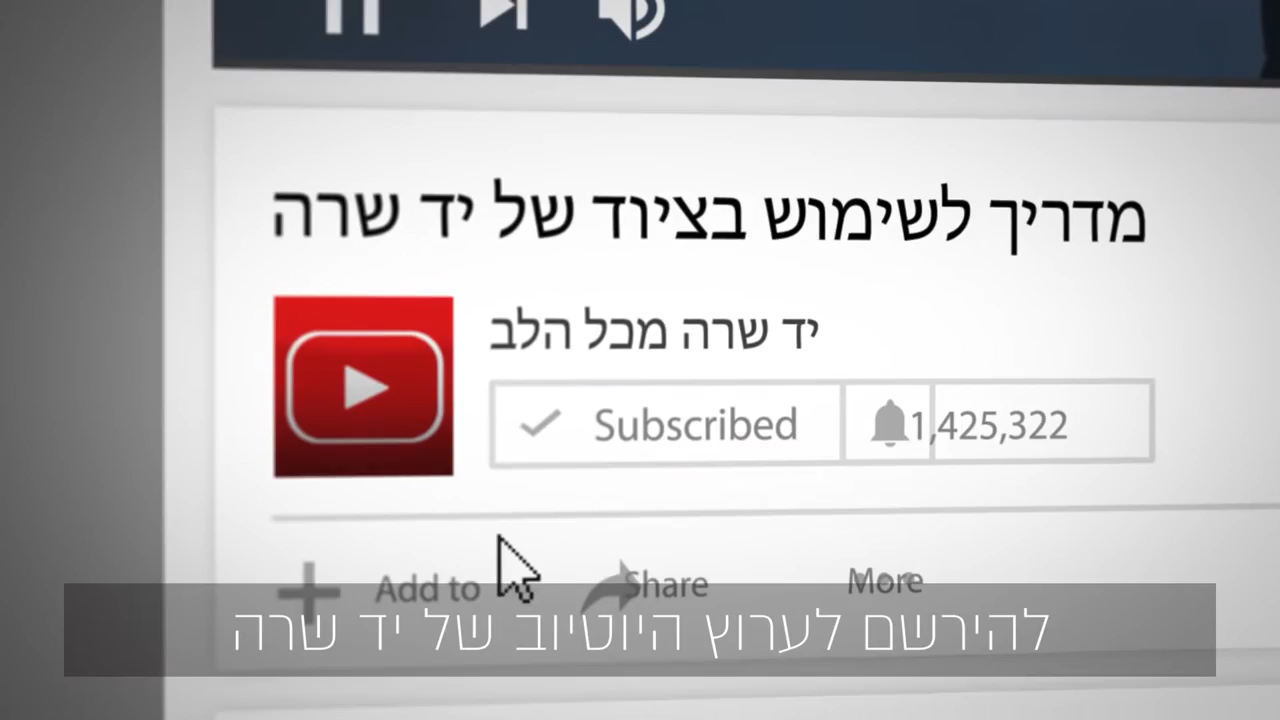 מדריך לשימוש בציוד של יד שרה
יד שרה מכל הלב
Subscribed 1,425,322
Add to Share More
להירשם לערוץ היוטיוב של יד שרה